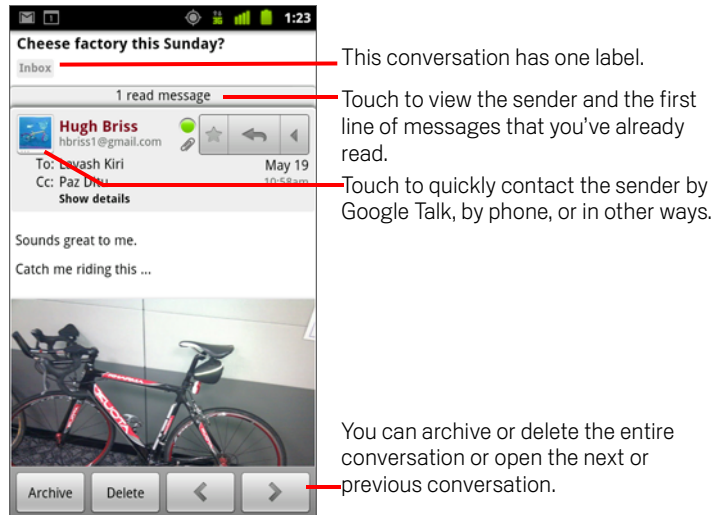 1
3G
1:23
Cheese factory this Sunday?
Inbox
This conversation has one label.
1 read message
Touch to view the sender and the first
line of messages that you've already
read.
Hugh Briss
hbriss1@gmail.com
To: Lavash Kiri
May 19
Cc: Paz Ditu
10:58am
Show details
Touch to quickly contact the sender by
Google Talk, by phone, or in other ways.
Sounds great to me.
Catch me riding this ...
You can archive or delete the entire
conversation or open the next or
previous conversation.
Archive
Delete